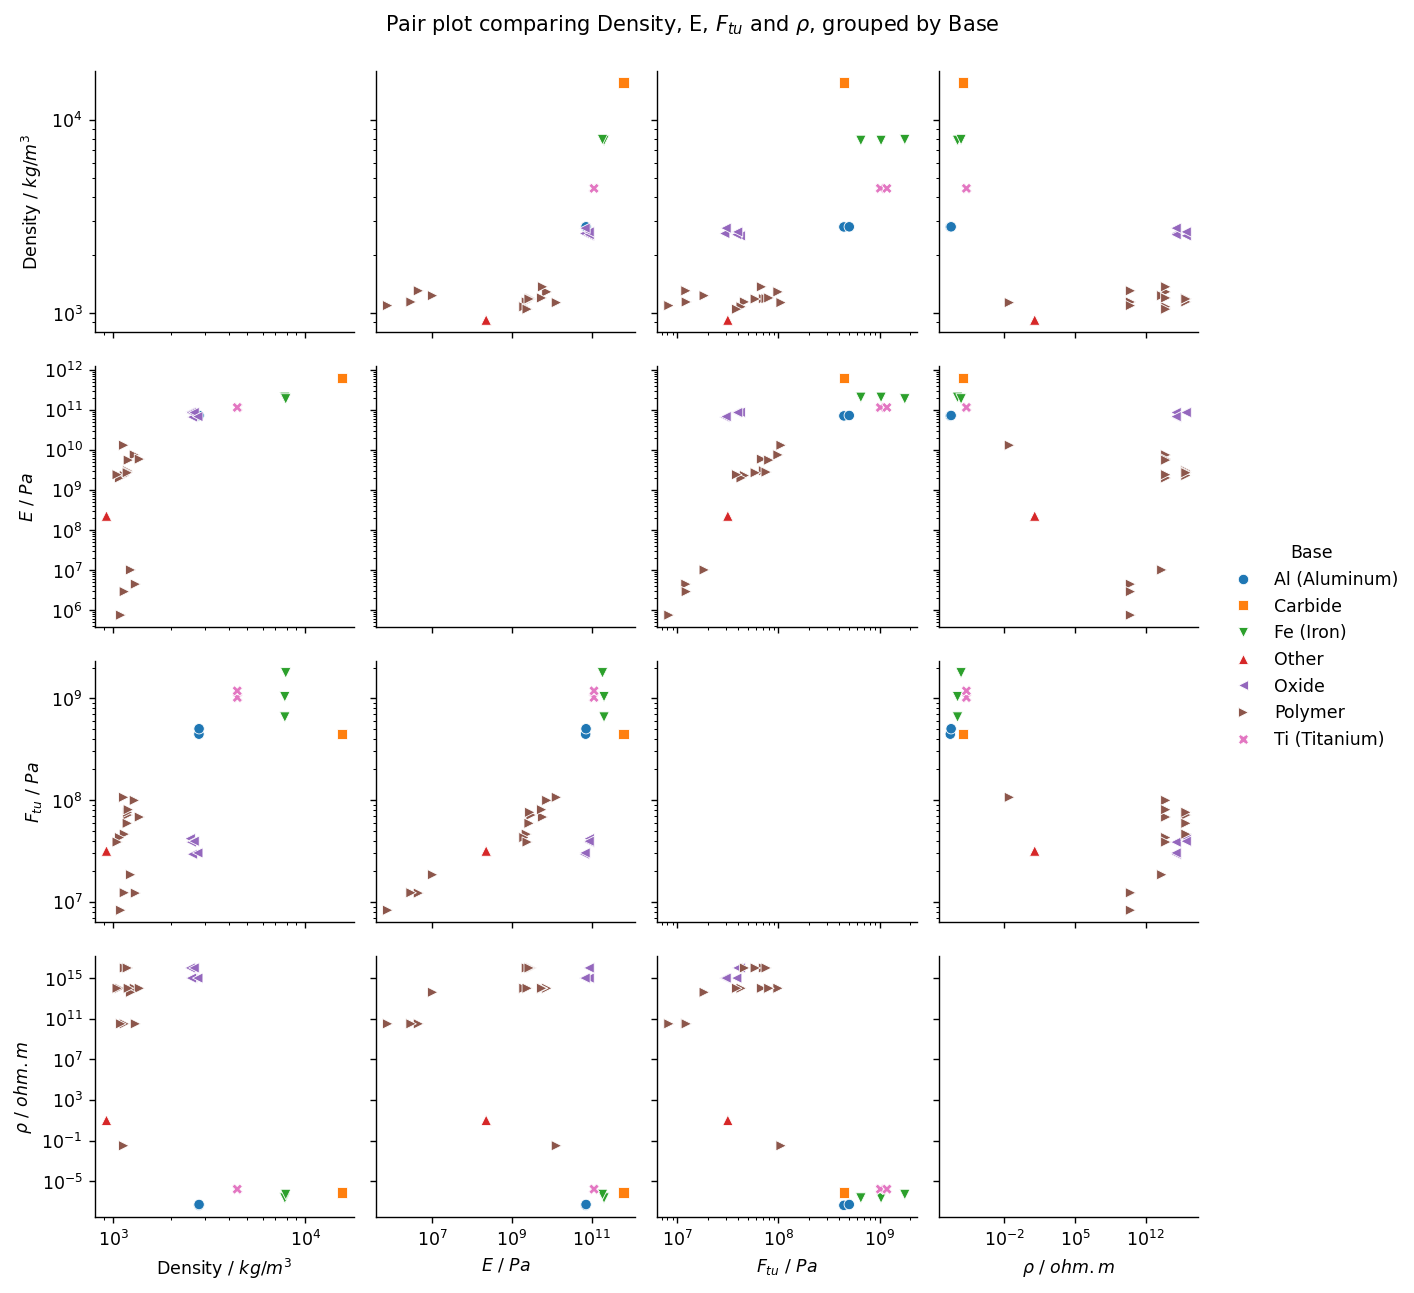 Pair plot comparing Density, E, $F_{tu}$ and $\rho$, grouped by Base
Density / $kg/m^3$
$10^4$
$10^3$
$E$ / $Pa$
$10^{12}$
$10^{11}$
$10^{10}$
$10^9$
$10^8$
$10^7$
$10^6$
Base
Al (Aluminum)
Carbide
Fe (Iron)
Other
Oxide
Polymer
Ti (Titanium)
$F_{tu}$ / $Pa$
$10^9$
$10^8$
$10^7$
$\rho$ / $ohm.m$
$10^{15}$
$10^{11}$
$10^7$
$10^3$
$10^{-1}$
$10^{-5}$
$10^3$ $10^4$
$10^7$ $10^9$ $10^{11}$
$10^7$ $10^8$ $10^9$
$10^{-2}$ $10^5$ $10^{12}$
Density / $kg/m^3$
$E$ / $Pa$
$F_{tu}$ / $Pa$
$\rho$ / $ohm.m$